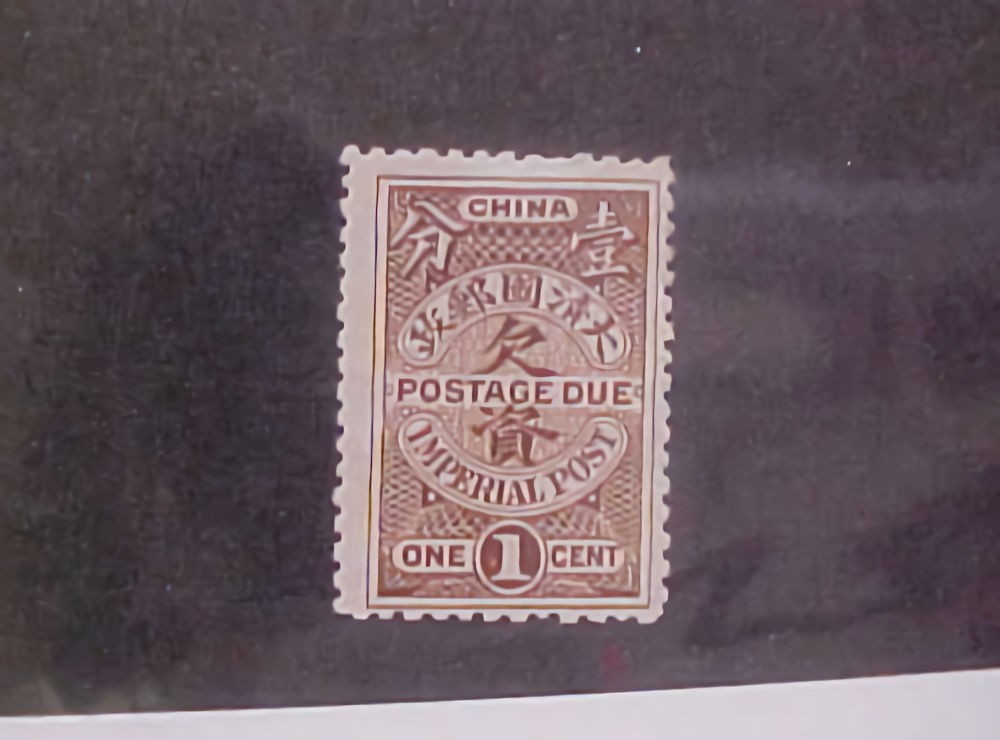 CHINA
分 壹
政郵國清大
欠
POSTAGE DUE
資
IMPERIAL POST
ONE 1 CENT